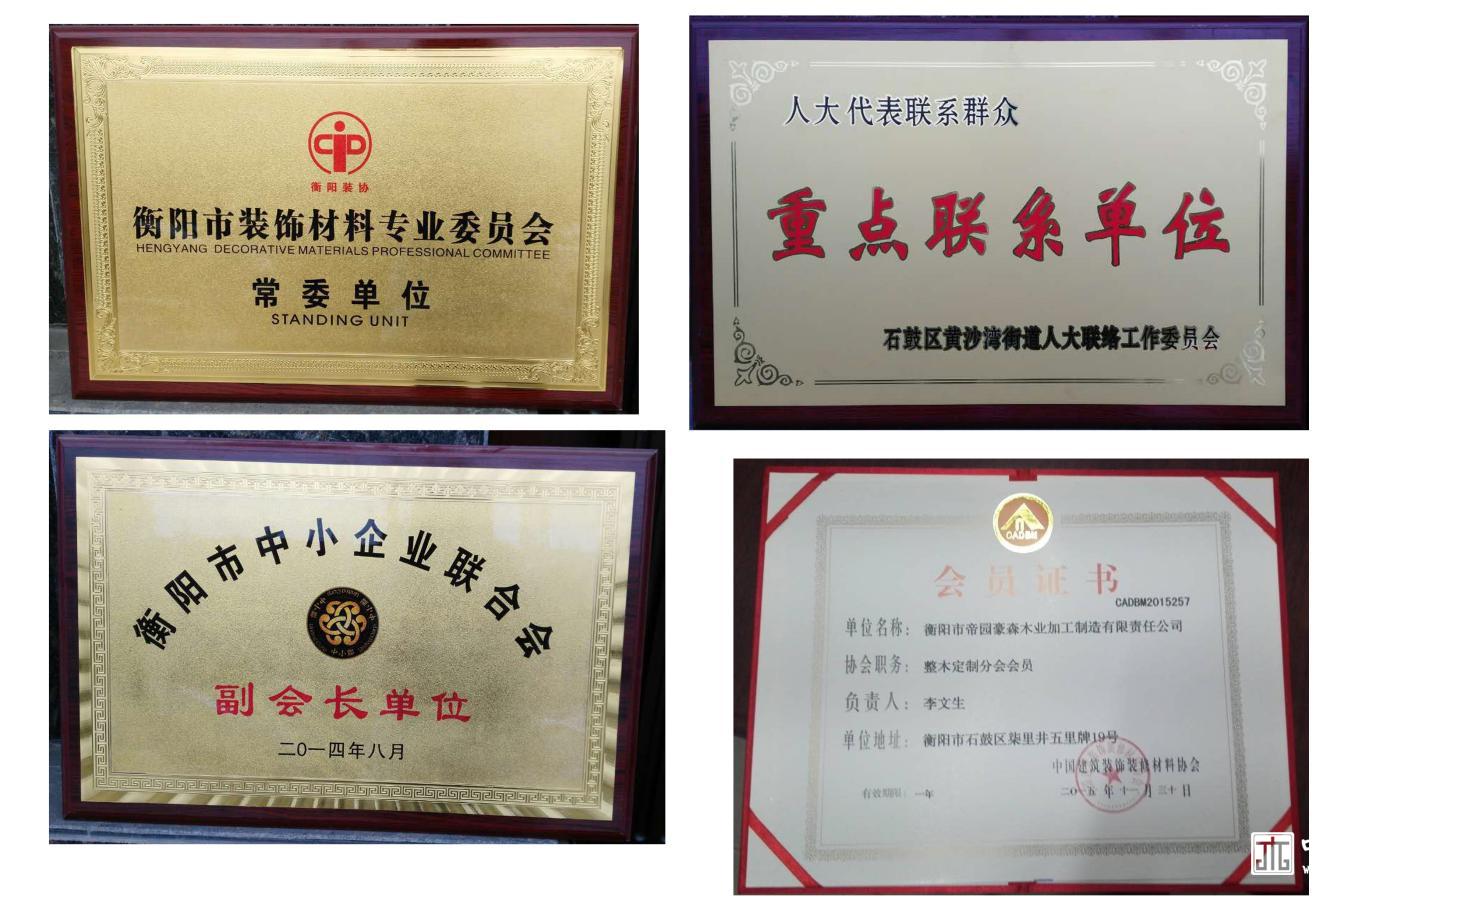 衡阳装协
衡阳市装饰材料专业委员会
HENGYANG DECORATIVE MATERIALS PROFESSIONAL COMMITTEE
常委单位
STANDING UNIT
人大代表联系群众
重点联系单位
石鼓区黄沙湾街道人大联络工作委员会
衡阳市中小企业联合会
副会长单位
二0一四年八月
CADBM
会员证书
CADBM2015257
单位名称：衡阳市帝园豪森木业加工制造有限责任公司
协会职务：整木定制分会会员
负责人：李文生
单位地址：衡阳市石鼓区柴里井五里牌19号
中国建筑装饰装修材料协会
有效期限：一年
二〇一五年十一月三十日